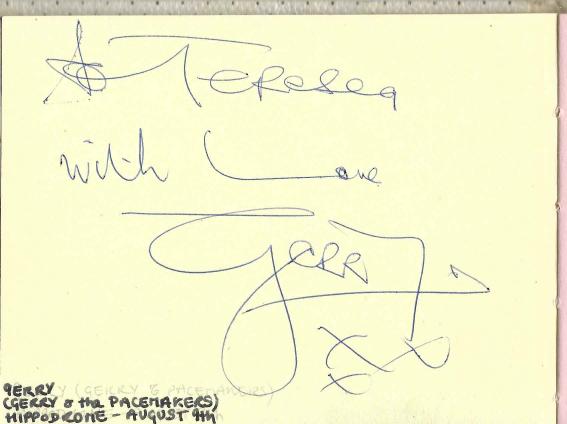 To Teresa
with Love
Gerry
xx
GERRY
(GERRY & the PACEMAKERS)
HIPPODROME - AUGUST 9th